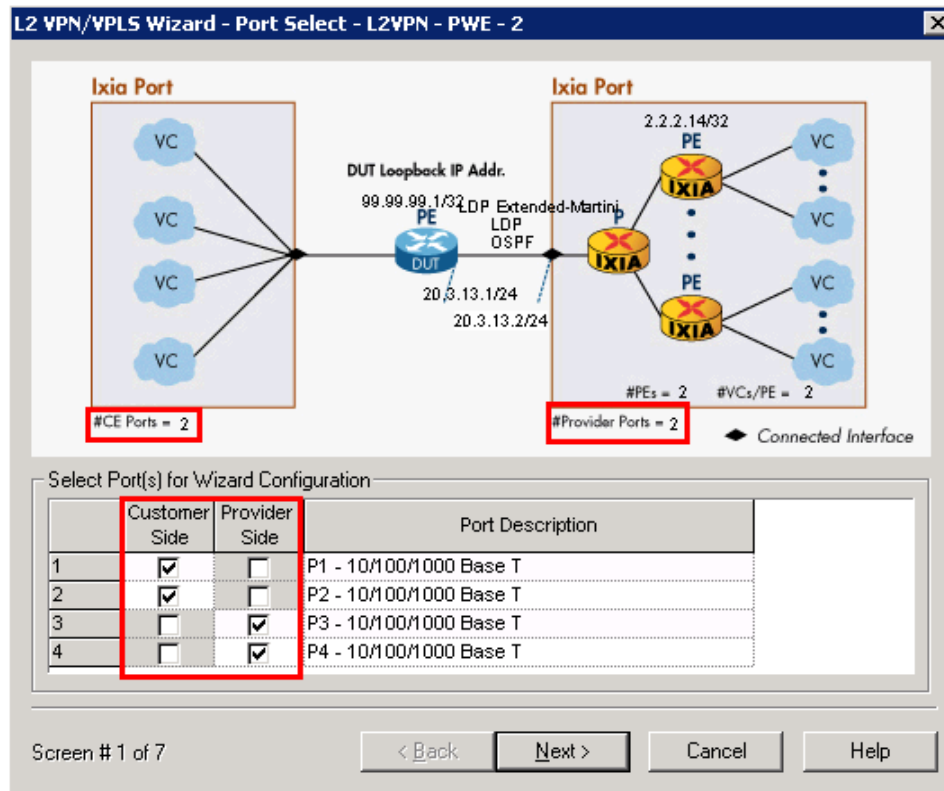 L2 VPN/VPLS Wizard - Port Select - L2VPN - PWE - 2
Ixia Port
Ixia Port
VC
VC
VC
VC
DUT Loopback IP Addr.
99.99.99.1/32
PE
DUT
LDP Extended-Martini
LDP
OSPF
20.3.13.1/24
20.3.13.2/24
P
IXIA
2.2.2.14/32
PE
IXIA
PE
IXIA
VC
VC
VC
VC
#PEs = 2 #VCs/PE = 2
#CE Ports = 2
#Provider Ports = 2
Connected Interface
Select Port(s) for Wizard Configuration
Customer Side Provider Side Port Description
1 P1 - 10/100/1000 Base T
2 P2 - 10/100/1000 Base T
3 P3 - 10/100/1000 Base T
4 P4 - 10/100/1000 Base T
Screen # 1 of 7
< Back Next > Cancel Help